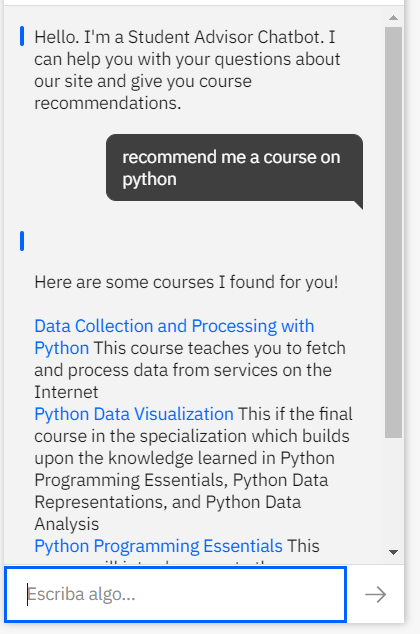 Hello. I'm a Student Advisor Chatbot. I
can help you with your questions about
our site and give you course
recommendations.
recommend me a course on
python
Here are some courses I found for you!
Data Collection and Processing with
Python This course teaches you to fetch
and process data from services on the
Internet
Python Data Visualization This if the final
course in the specialization which builds
upon the knowledge learned in Python
Programming Essentials, Python Data
Representations, and Python Data
Analysis
Python Programming Essentials This
Escriba algo...